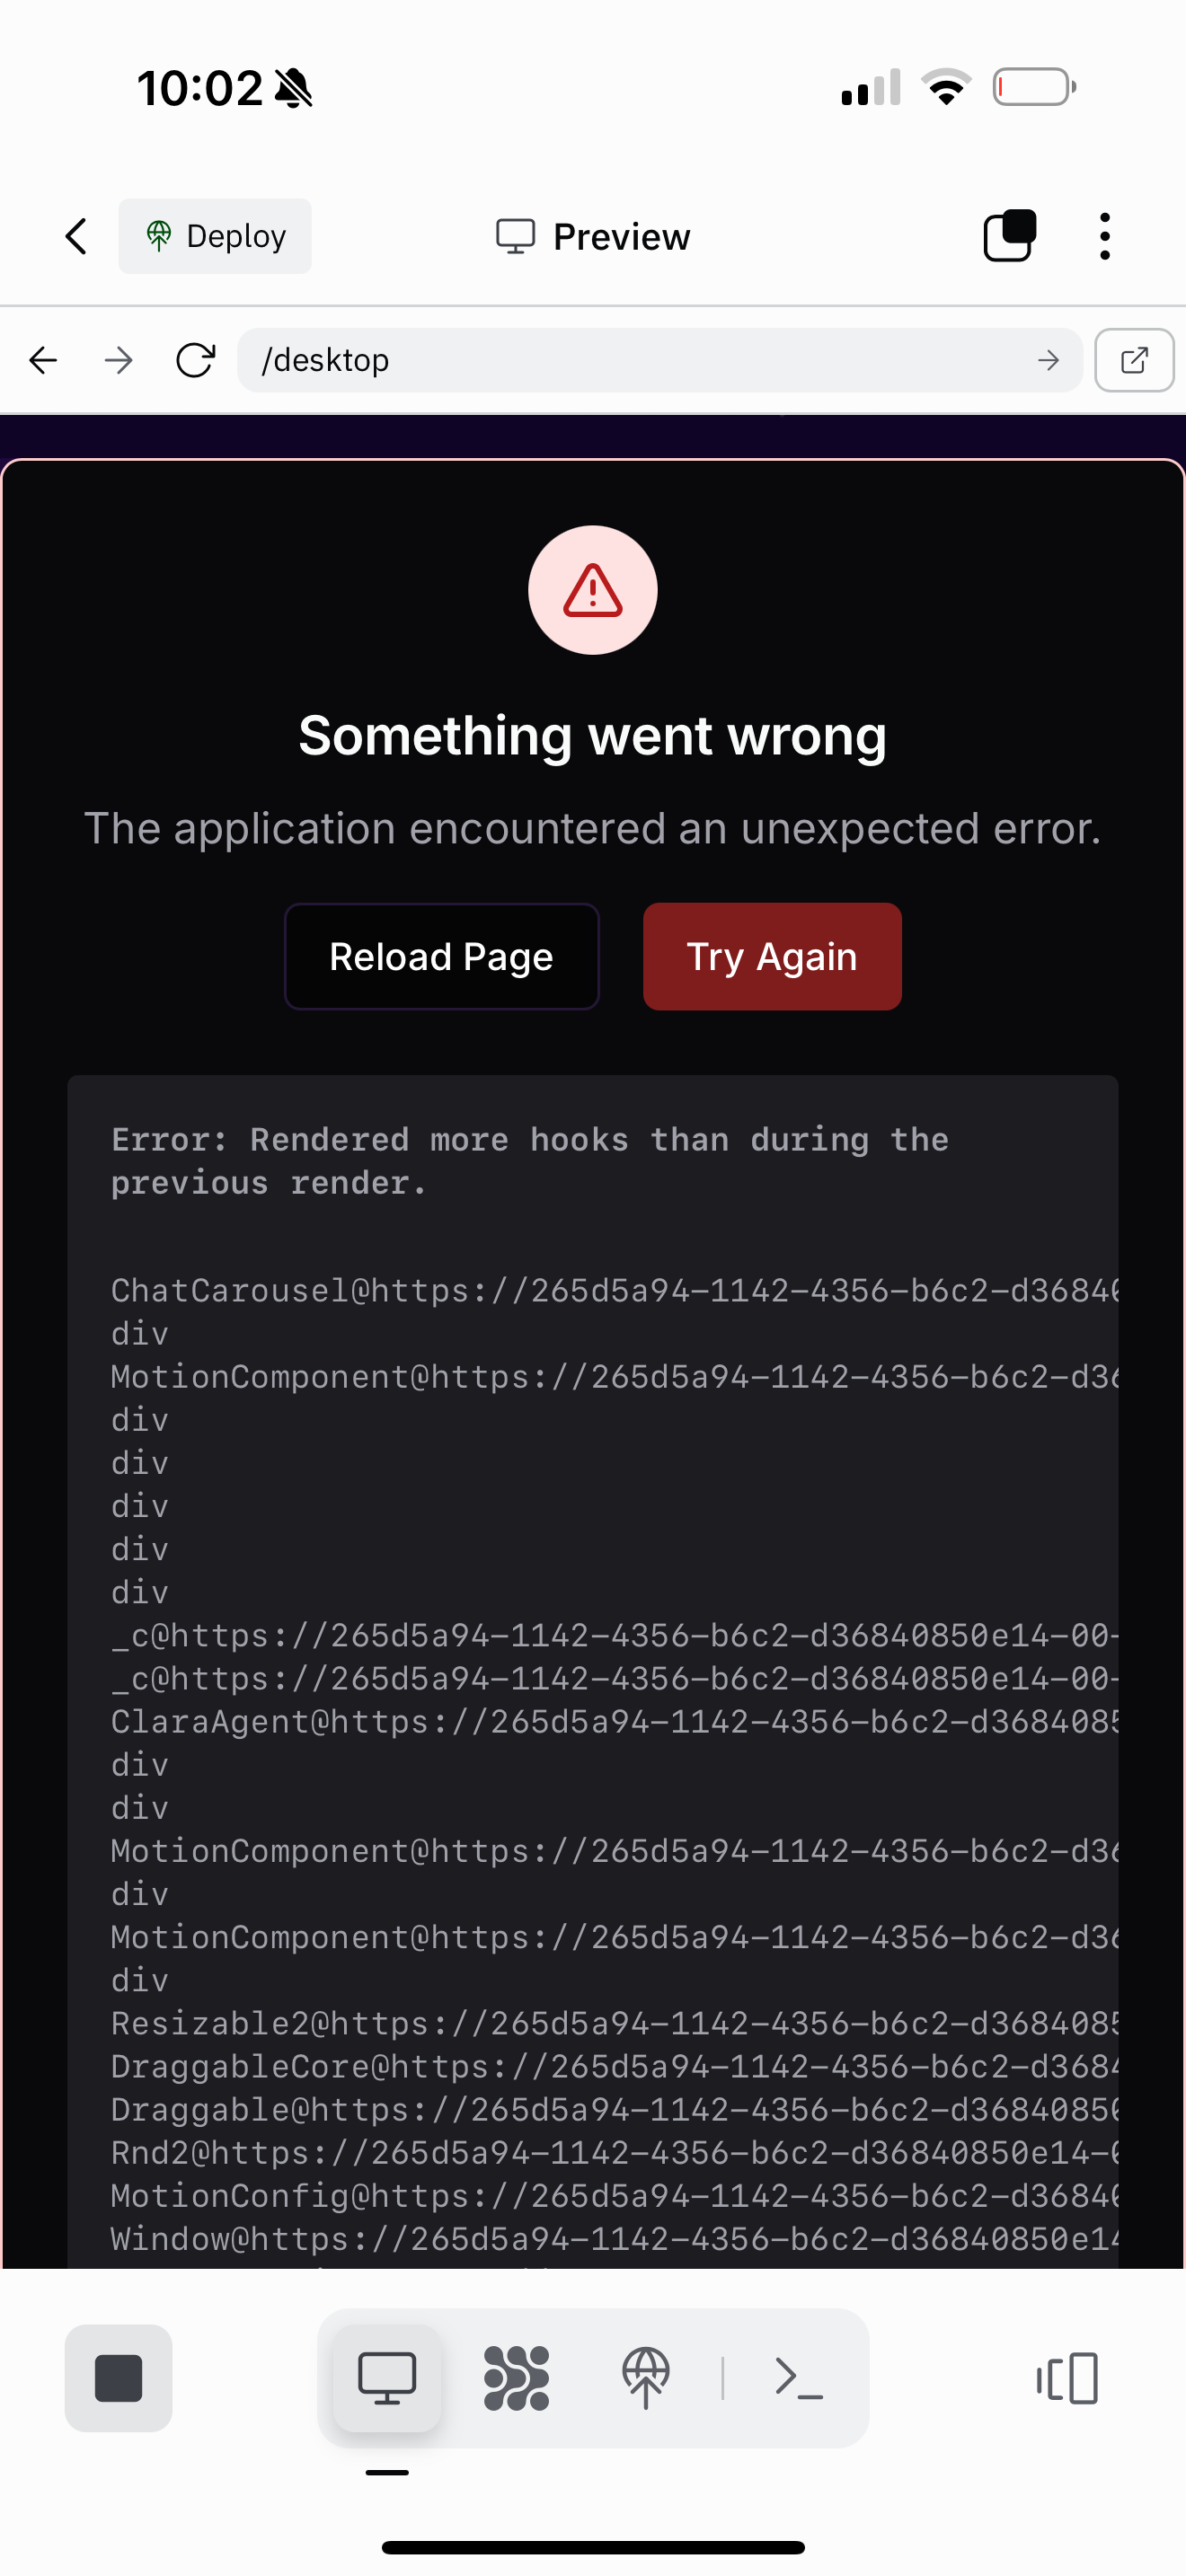 10:02
Deploy
Preview
/desktop
Something went wrong
The application encountered an unexpected error.
Reload Page
Try Again
Error: Rendered more hooks than during the
previous render.
ChatCarousel@https://265d5a94-1142-4356-b6c2-d36840
div
MotionComponent@https://265d5a94-1142-4356-b6c2-d36
div
div
div
div
div
_c@https://265d5a94-1142-4356-b6c2-d36840850e14-00-
_c@https://265d5a94-1142-4356-b6c2-d36840850e14-00-
ClaraAgent@https://265d5a94-1142-4356-b6c2-d3684085
div
div
MotionComponent@https://265d5a94-1142-4356-b6c2-d36
div
MotionComponent@https://265d5a94-1142-4356-b6c2-d36
div
Resizable2@https://265d5a94-1142-4356-b6c2-d3684085
DraggableCore@https://265d5a94-1142-4356-b6c2-d3684
Draggable@https://265d5a94-1142-4356-b6c2-d36840850
Rnd2@https://265d5a94-1142-4356-b6c2-d36840850e14-0
MotionConfig@https://265d5a94-1142-4356-b6c2-d36840
Window@https://265d5a94-1142-4356-b6c2-d36840850e14